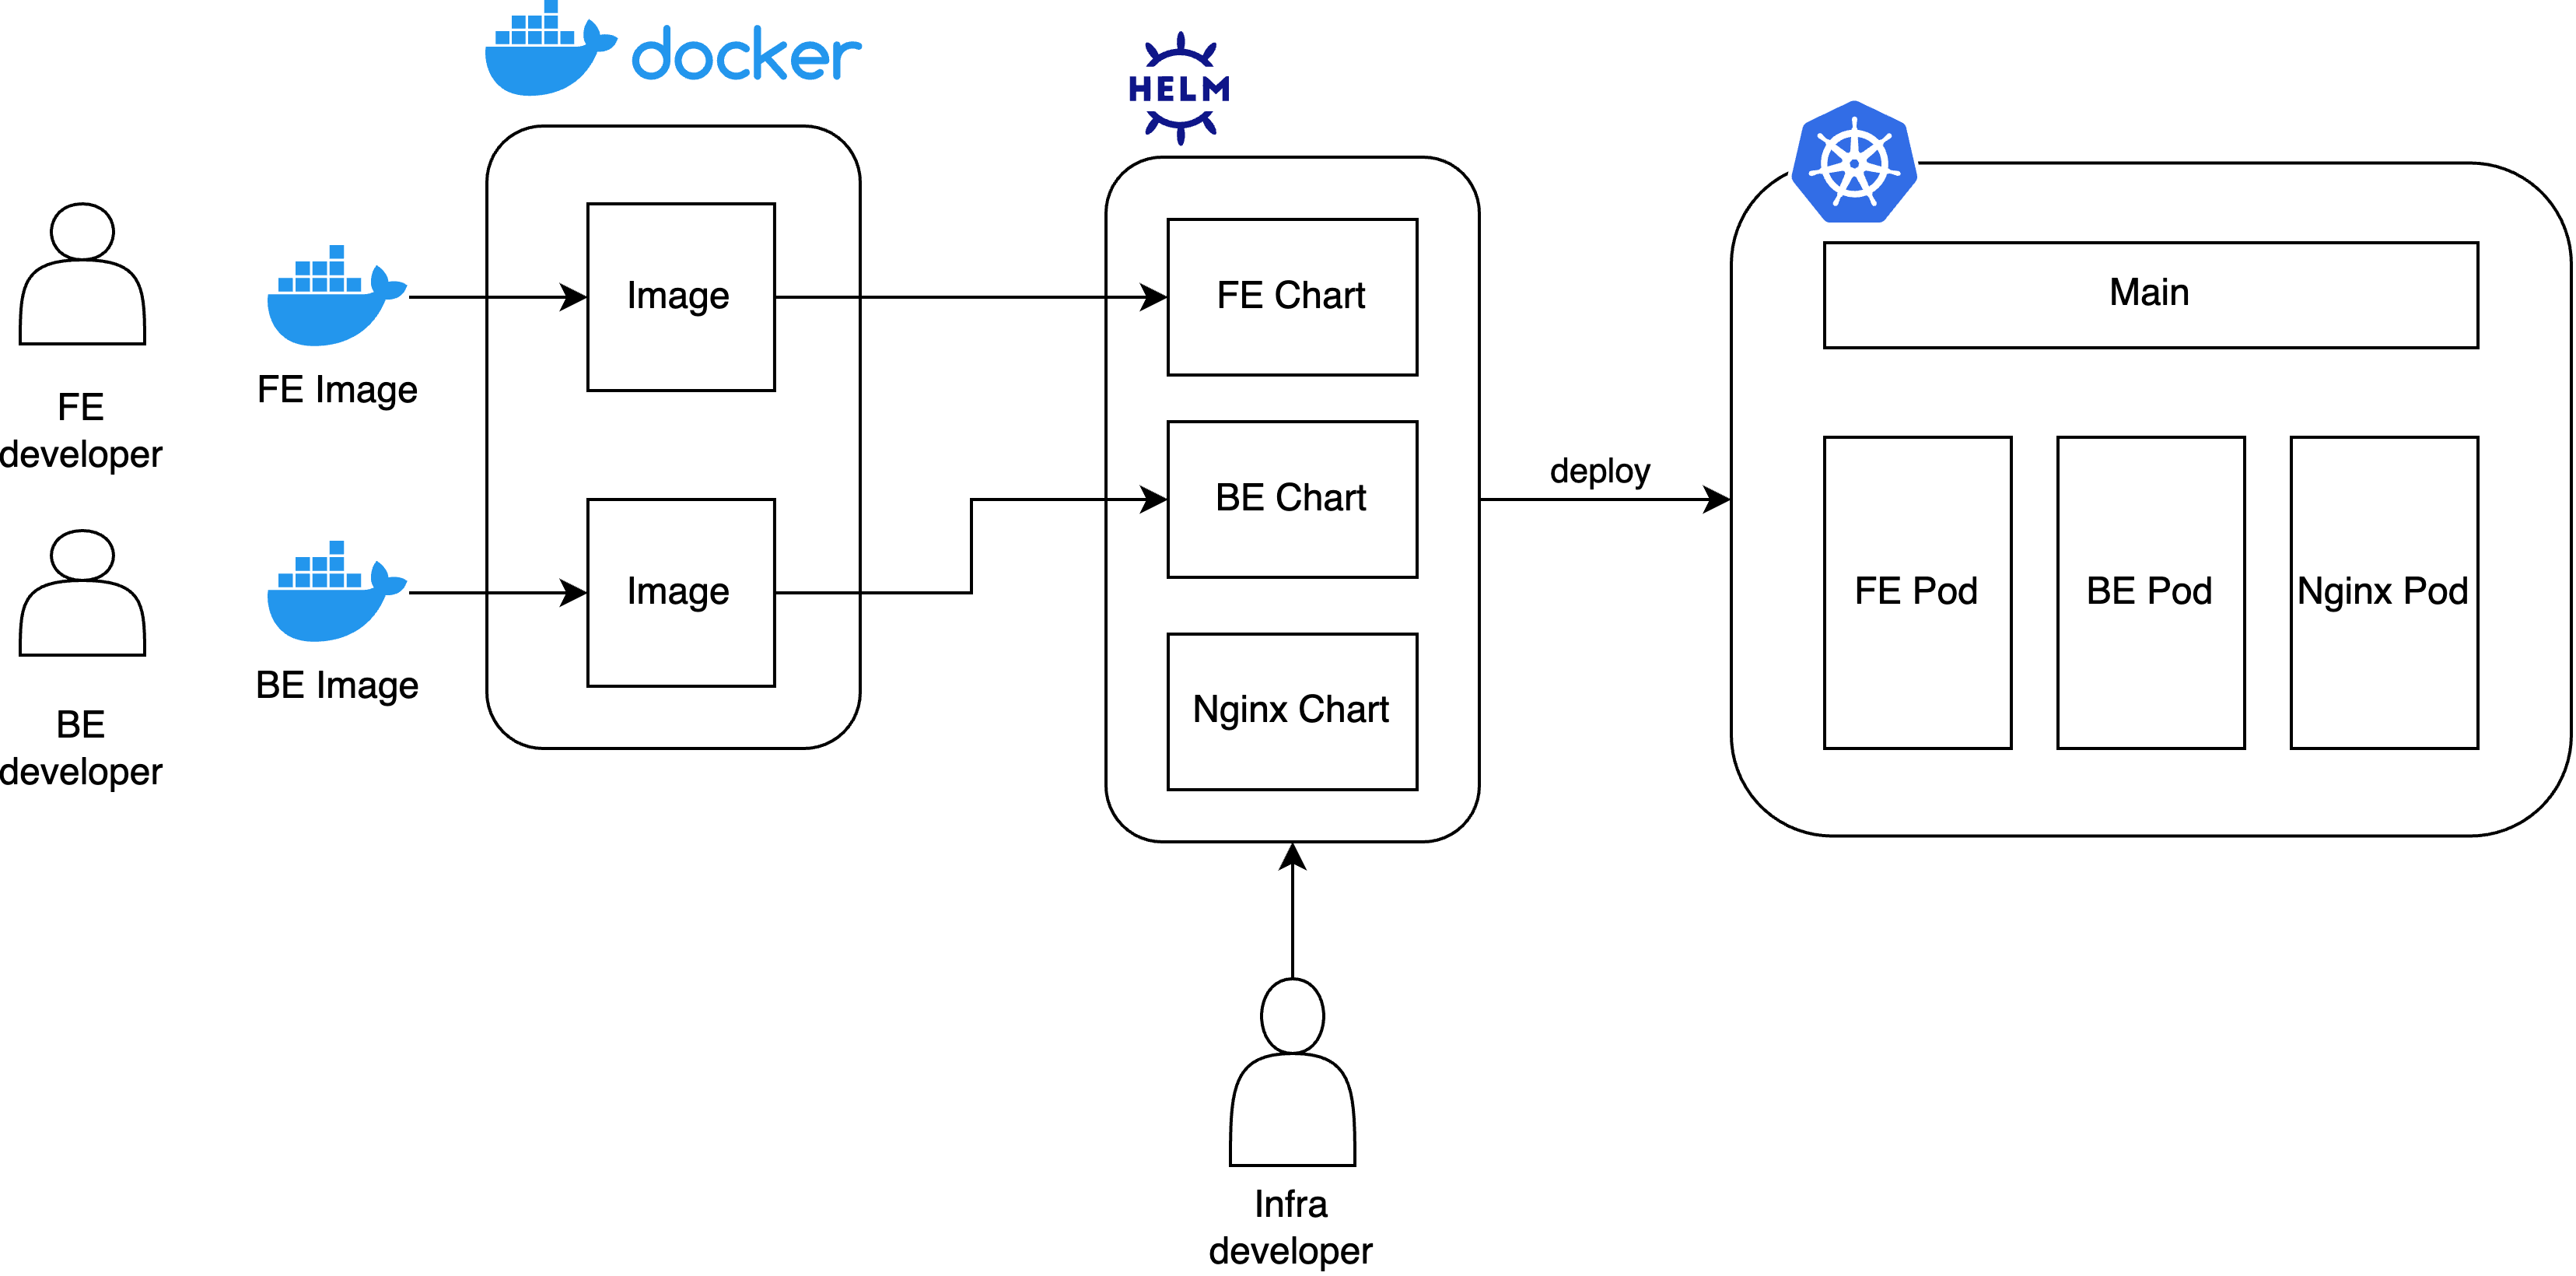 docker
HELM
FE
developer
FE Image
Image
FE Chart
Main
BE
developer
BE Image
Image
BE Chart
Nginx Chart
deploy
FE Pod
BE Pod
Nginx Pod
Infra
developer